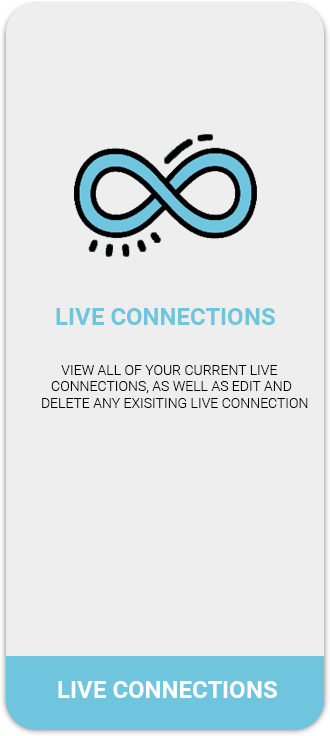 LIVE CONNECTIONS
VIEW ALL OF YOUR CURRENT LIVE
CONNECTIONS, AS WELL AS EDIT AND
DELETE ANY EXISITING LIVE CONNECTION
LIVE CONNECTIONS